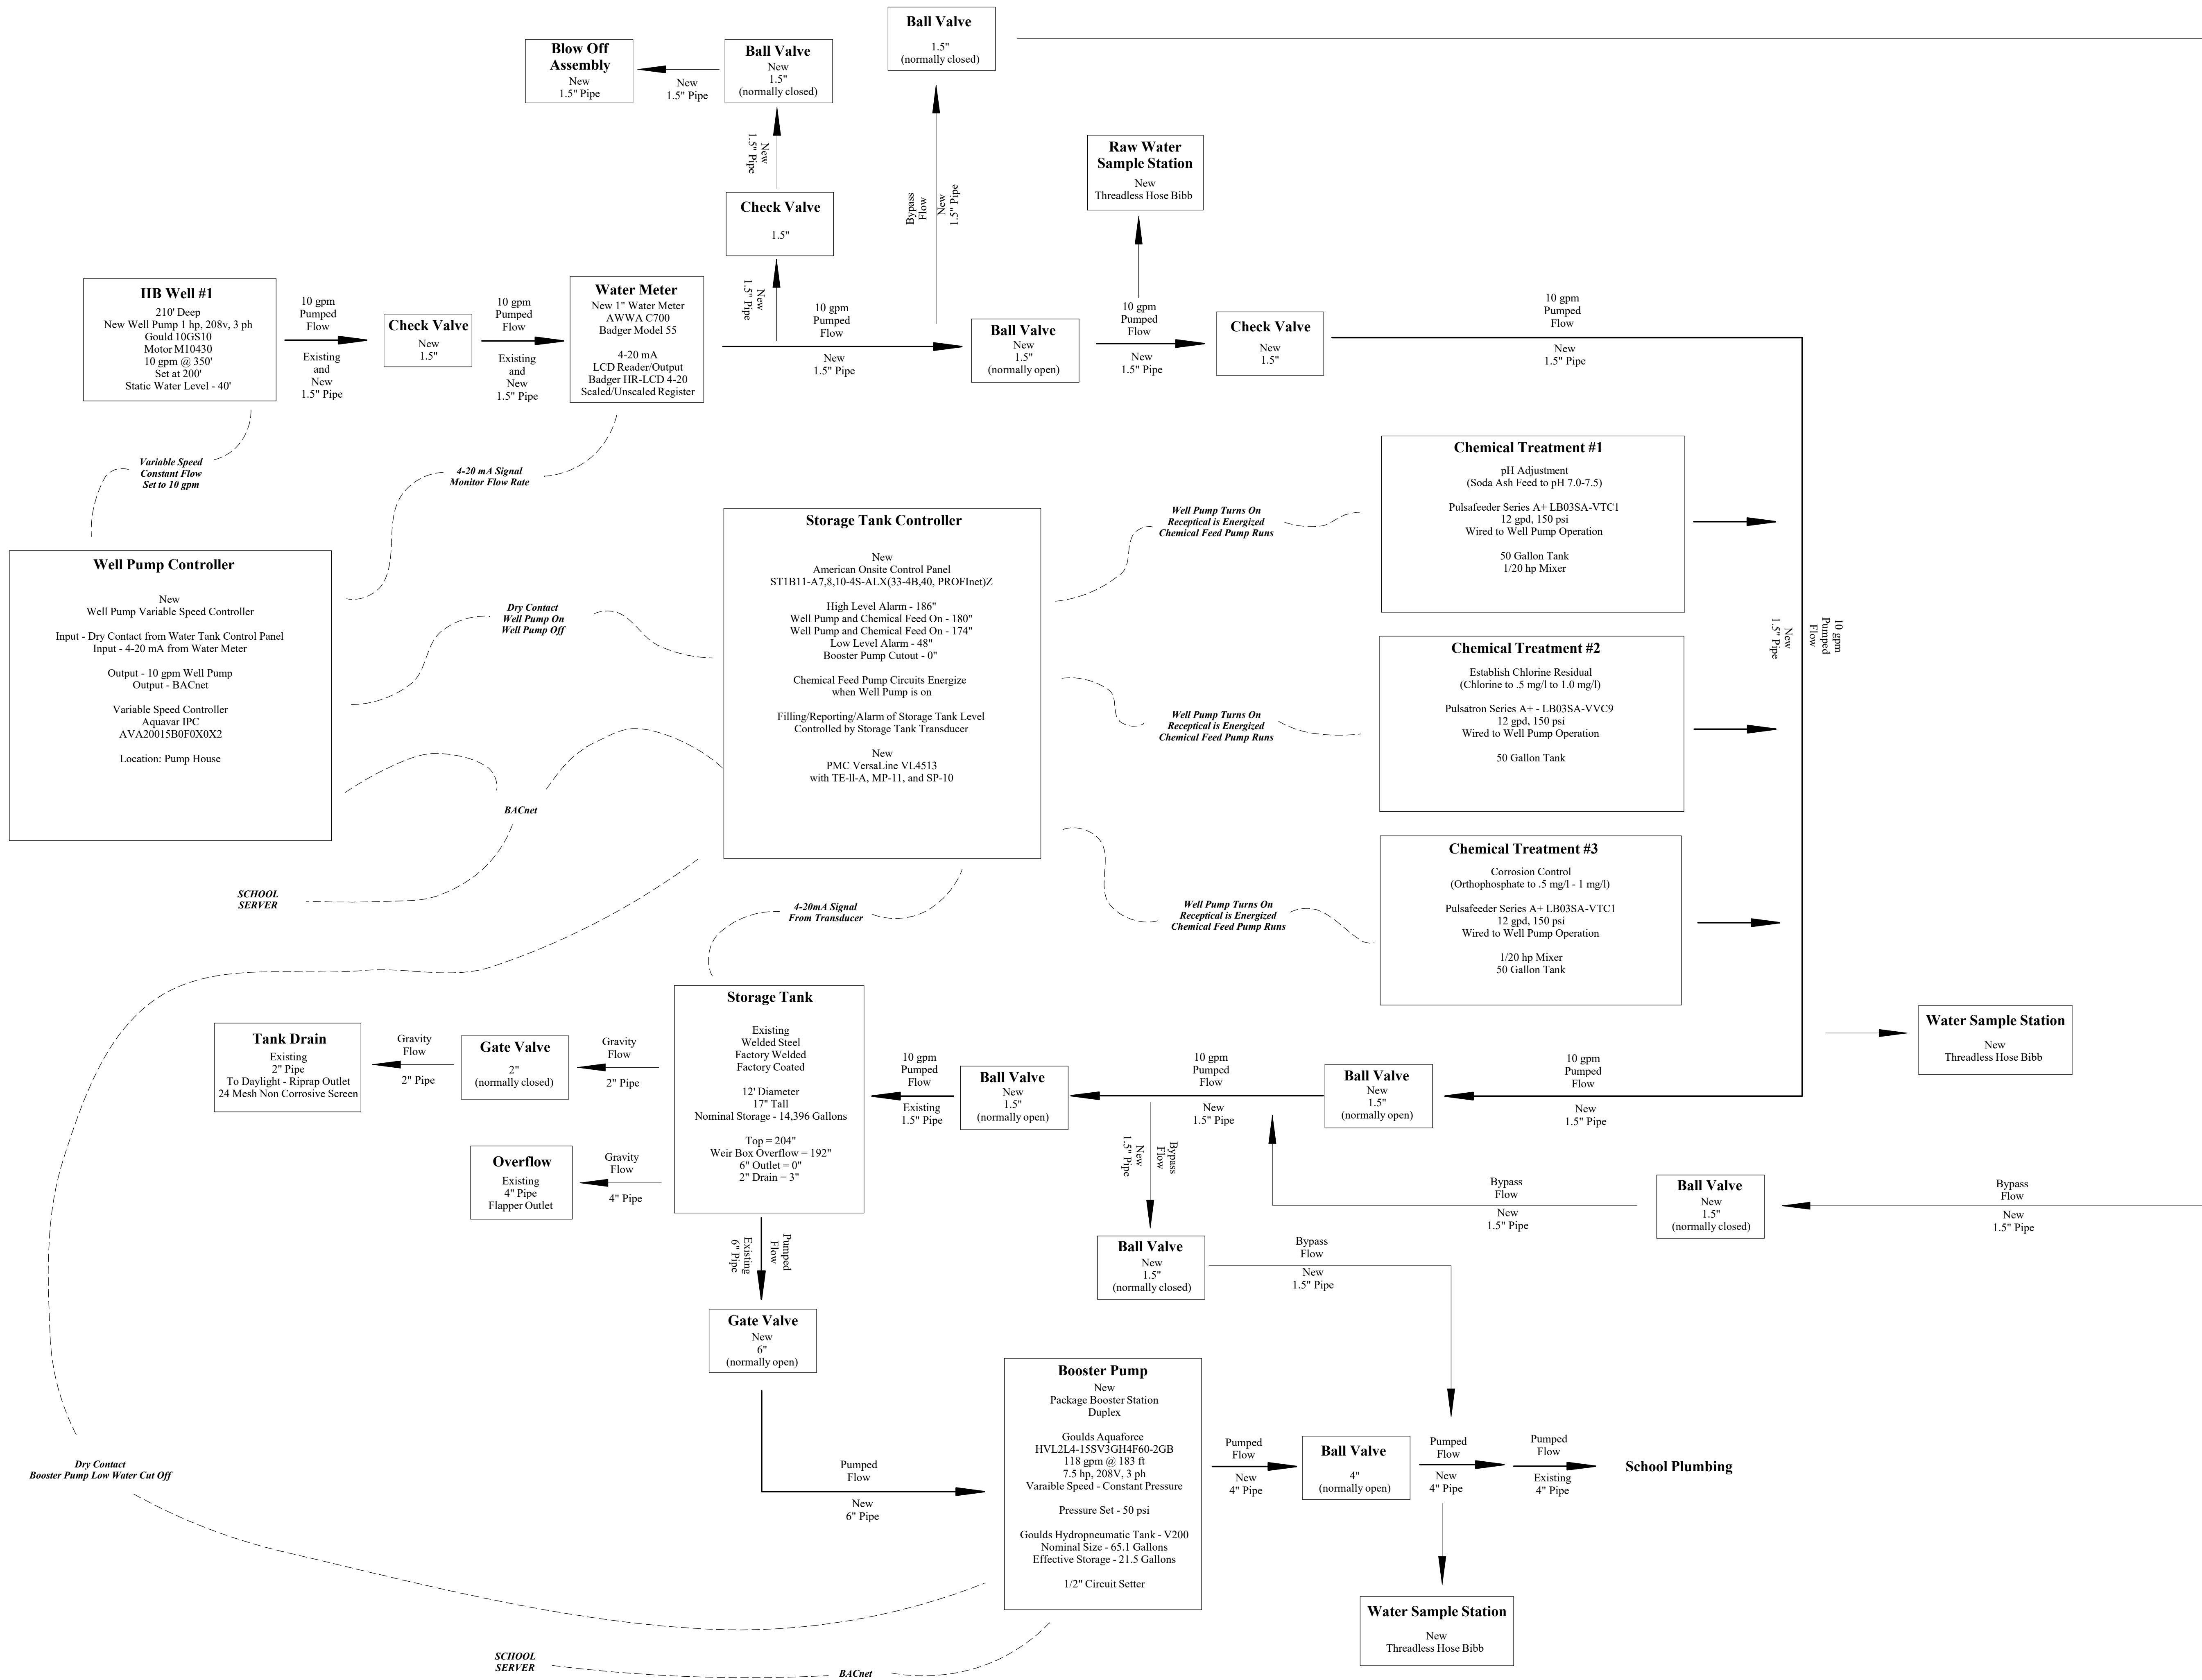 Ball Valve
1.5"
(normally closed)
Blow Off
Assembly
New
1.5" Pipe
New
1.5" Pipe
Ball Valve
New
1.5"
(normally closed)
New
1.5" Pipe
Check Valve
1.5"
New
1.5" Pipe
Bypass
Flow
New
1.5" Pipe
Raw Water
Sample Station
New
Threadless Hose Bibb
IIB Well #1
210' Deep
New Well Pump 1 hp, 208v, 3 ph
Gould 10GS10
Motor M10430
10 gpm @ 350'
Set at 200'
Static Water Level - 40'
10 gpm
Pumped
Flow
Existing
and
New
1.5" Pipe
Check Valve
New
1.5"
10 gpm
Pumped
Flow
Existing
and
New
1.5" Pipe
Water Meter
New 1" Water Meter
AWWA C700
Badger Model 55
4-20 mA
LCD Reader/Output
Badger HR-LCD 4-20
Scaled/Unscaled Register
10 gpm
Pumped
Flow
New
1.5" Pipe
Ball Valve
New
1.5"
(normally open)
10 gpm
Pumped
Flow
New
1.5" Pipe
Check Valve
New
1.5"
10 gpm
Pumped
Flow
New
1.5" Pipe
Variable Speed
Constant Flow
Set to 10 gpm
4-20 mA Signal
Monitor Flow Rate
Well Pump Controller
New
Well Pump Variable Speed Controller
Input - Dry Contact from Water Tank Control Panel
Input - 4-20 mA from Water Meter
Output - 10 gpm Well Pump
Output - BACnet
Variable Speed Controller
Aquavar IPC
AVA20015B0F0X0X2
Location: Pump House
Dry Contact
Well Pump On
Well Pump Off
Storage Tank Controller
New
American Onsite Control Panel
ST1B11-A7,8,10-4S-ALX(33-4B,40, PROFInet)Z
High Level Alarm - 186"
Well Pump and Chemical Feed On - 180"
Well Pump and Chemical Feed On - 174"
Low Level Alarm - 48"
Booster Pump Cutout - 0"
Chemical Feed Pump Circuits Energize
when Well Pump is on
Filling/Reporting/Alarm of Storage Tank Level
Controlled by Storage Tank Transducer
New
PMC VersaLine VL4513
with TE-ll-A, MP-11, and SP-10
Well Pump Turns On
Receptical is Energized
Chemical Feed Pump Runs
Chemical Treatment #1
pH Adjustment
(Soda Ash Feed to pH 7.0-7.5)
Pulsafeeder Series A+ LB03SA-VTC1
12 gpd, 150 psi
Wired to Well Pump Operation
50 Gallon Tank
1/20 hp Mixer
Well Pump Turns On
Receptical is Energized
Chemical Feed Pump Runs
Chemical Treatment #2
Establish Chlorine Residual
(Chlorine to .5 mg/l to 1.0 mg/l)
Pulsatron Series A+ - LB03SA-VVC9
12 gpd, 150 psi
Wired to Well Pump Operation
50 Gallon Tank
Well Pump Turns On
Receptical is Energized
Chemical Feed Pump Runs
Chemical Treatment #3
Corrosion Control
(Orthophosphate to .5 mg/l - 1 mg/l)
Pulsafeeder Series A+ LB03SA-VTC1
12 gpd, 150 psi
Wired to Well Pump Operation
1/20 hp Mixer
50 Gallon Tank
10 gpm
Pumped
Flow
New
1.5" Pipe
BACnet
SCHOOL
SERVER
4-20mA Signal
From Transducer
Tank Drain
Existing
2" Pipe
To Daylight - Riprap Outlet
24 Mesh Non Corrosive Screen
Gravity
Flow
2" Pipe
Gate Valve
2"
(normally closed)
Gravity
Flow
2" Pipe
Storage Tank
Existing
Welded Steel
Factory Welded
Factory Coated
12' Diameter
17" Tall
Nominal Storage - 14,396 Gallons
Top = 204"
Weir Box Overflow = 192"
6" Outlet = 0"
2" Drain = 3"
10 gpm
Pumped
Flow
Existing
1.5" Pipe
Ball Valve
New
1.5"
(normally open)
10 gpm
Pumped
Flow
New
1.5" Pipe
Ball Valve
New
1.5"
(normally open)
10 gpm
Pumped
Flow
New
1.5" Pipe
Water Sample Station
New
Threadless Hose Bibb
Overflow
Existing
4" Pipe
Flapper Outlet
Gravity
Flow
4" Pipe
Bypass
Flow
New
1.5" Pipe
Bypass
Flow
New
1.5" Pipe
Ball Valve
New
1.5"
(normally closed)
Bypass
Flow
New
1.5" Pipe
Pumped
Flow
Existing
6" Pipe
Ball Valve
New
1.5"
(normally closed)
Bypass
Flow
New
1.5" Pipe
Gate Valve
New
6"
(normally open)
Pumped
Flow
New
6" Pipe
Booster Pump
New
Package Booster Station
Duplex
Goulds Aquaforce
HVL2L4-15SV3GH4F60-2GB
118 gpm @ 183 ft
7.5 hp, 208V, 3 ph
Varaible Speed - Constant Pressure
Pressure Set - 50 psi
Goulds Hydropneumatic Tank - V200
Nominal Size - 65.1 Gallons
Effective Storage - 21.5 Gallons
1/2" Circuit Setter
Pumped
Flow
New
4" Pipe
Ball Valve
4"
(normally open)
Pumped
Flow
New
4" Pipe
Pumped
Flow
Existing
4" Pipe
School Plumbing
Dry Contact
Booster Pump Low Water Cut Off
Water Sample Station
New
Threadless Hose Bibb
SCHOOL
SERVER
BACnet